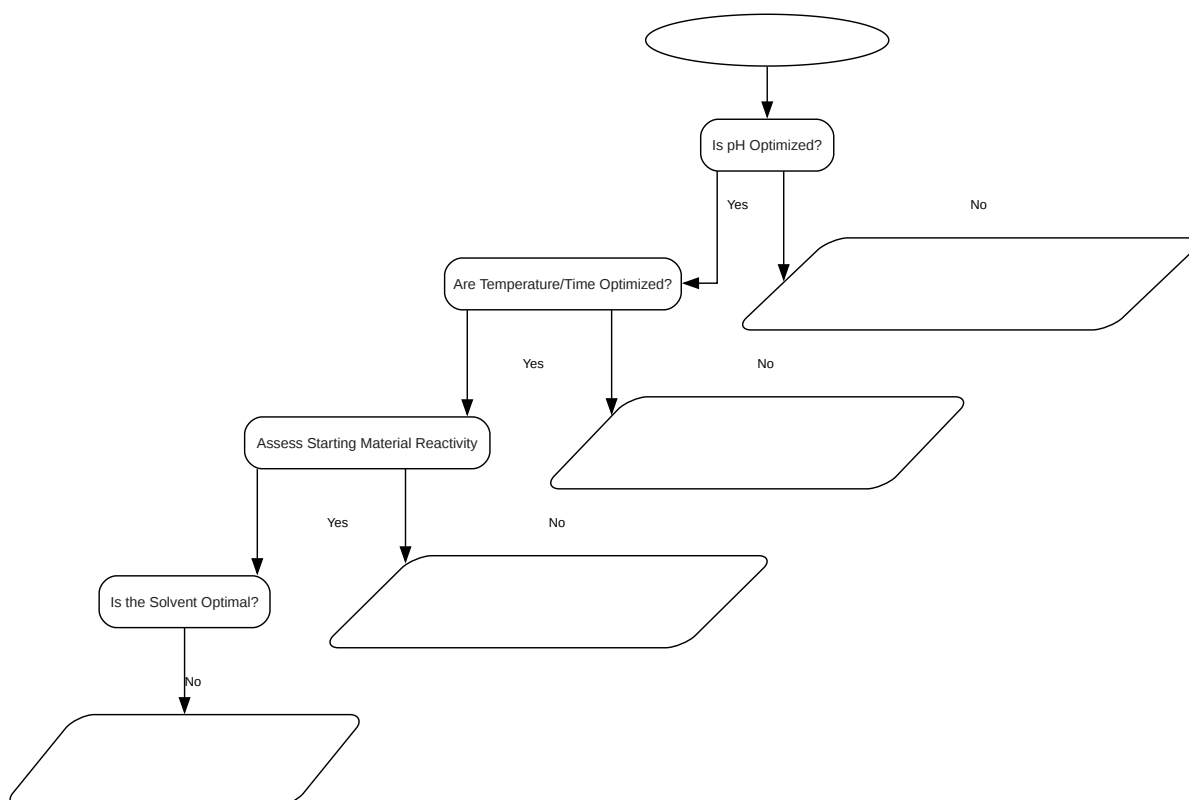 Is pH Optimized?
Yes
No
Are Temperature/Time Optimized?
Yes
No
Assess Starting Material Reactivity
Yes
No
Is the Solvent Optimal?
No